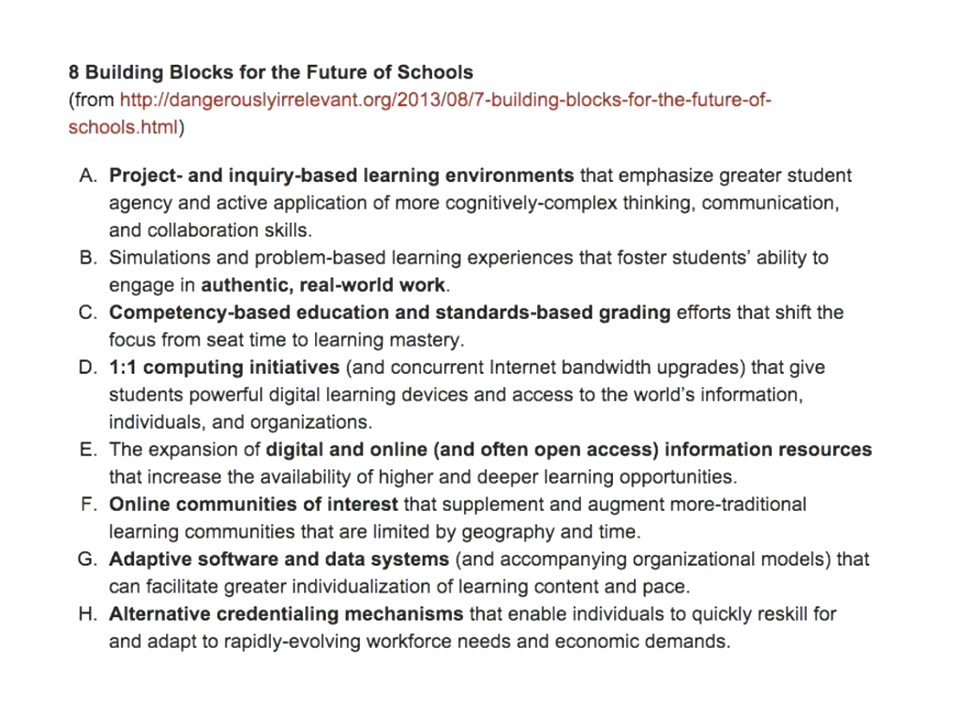 8 Building Blocks for the Future of Schools
(from http://dangerouslyirrelevant.org/2013/08/7-building-blocks-for-the-future-of-
schools.html)
A. Project- and inquiry-based learning environments that emphasize greater student
agency and active application of more cognitively-complex thinking, communication,
and collaboration skills.
B. Simulations and problem-based learning experiences that foster students’ ability to
engage in authentic, real-world work.
C. Competency-based education and standards-based grading efforts that shift the
focus from seat time to learning mastery.
D. 1:1 computing initiatives (and concurrent Internet bandwidth upgrades) that give
students powerful digital learning devices and access to the world’s information,
individuals, and organizations.
E. The expansion of digital and online (and often open access) information resources
that increase the availability of higher and deeper learning opportunities.
F. Online communities of interest that supplement and augment more-traditional
learning communities that are limited by geography and time.
G. Adaptive software and data systems (and accompanying organizational models) that
can facilitate greater individualization of learning content and pace.
H. Alternative credentialing mechanisms that enable individuals to quickly reskill for
and adapt to rapidly-evolving workforce needs and economic demands.